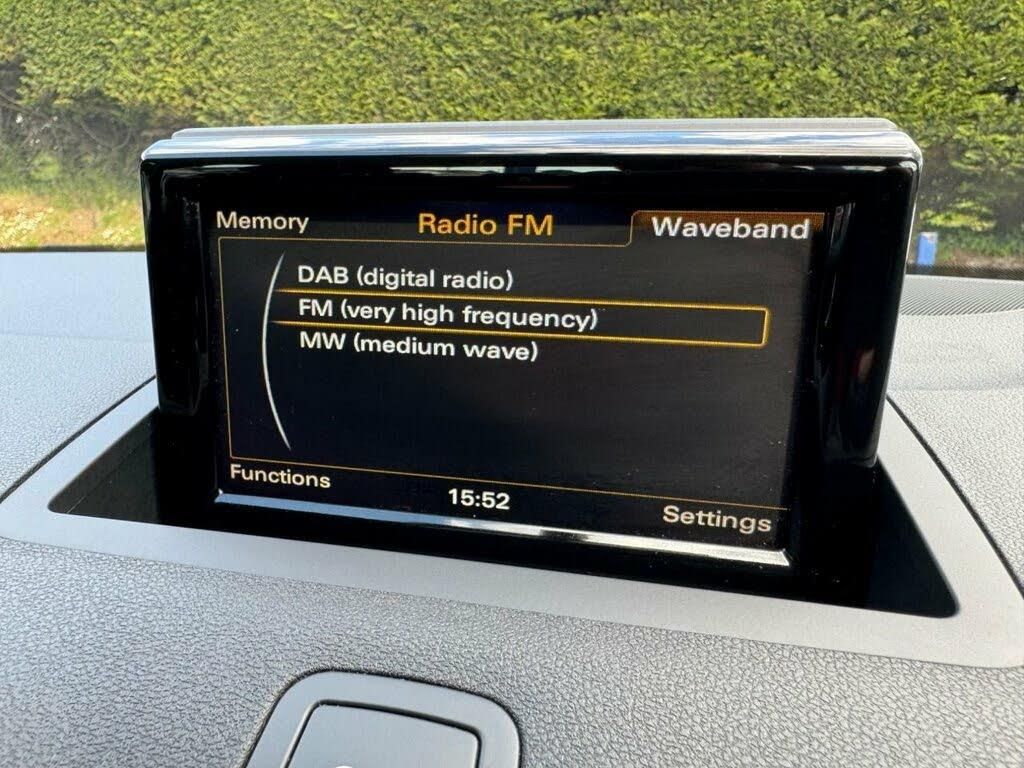 Memory
Radio FM
Waveband
DAB (digital radio)
FM (very high frequency)
MW (medium wave)
Functions
15:52
Settings